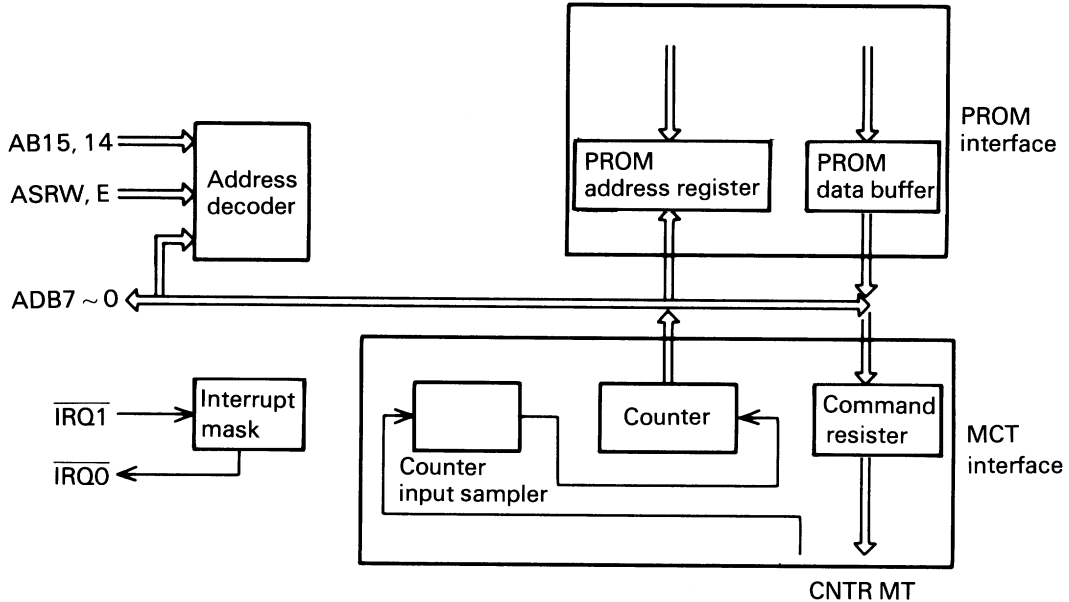 AB15, 14
ASRW, E
Address
decoder
ADB7 ~ 0
PROM
address register
PROM
data buffer
PROM
interface
IRQ1
IRQ0
Interrupt
mask
Counter
input sampler
Counter
Command
resister
MCT
interface
CNTR MT